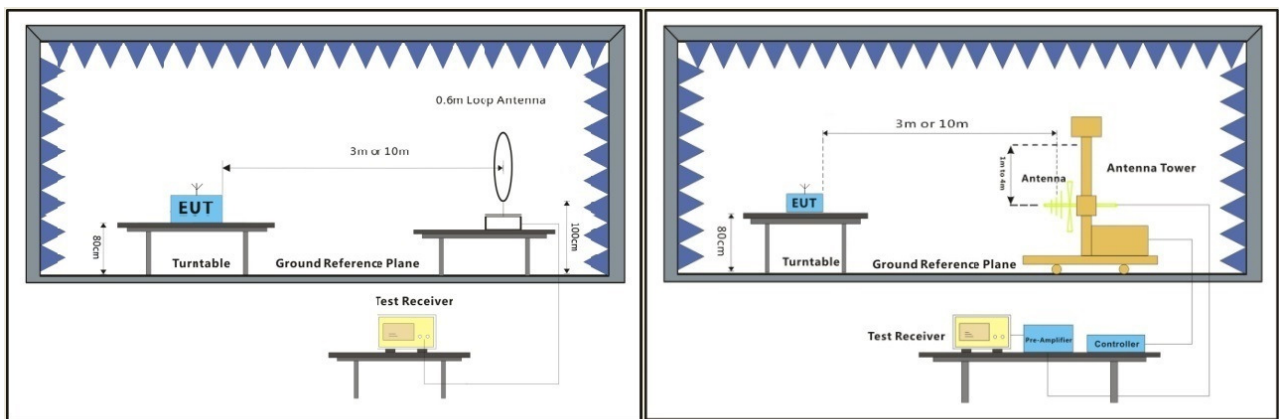 0.6m Loop Antenna
3m or 10m
EUT
80cm
100cm
Turntable
Ground Reference Plane
Test Receiver
3m or 10m
1m to 4m
Antenna
Antenna Tower
EUT
80cm
Turntable
Ground Reference Plane
Test Receiver
Pre-Amplifier
Controller